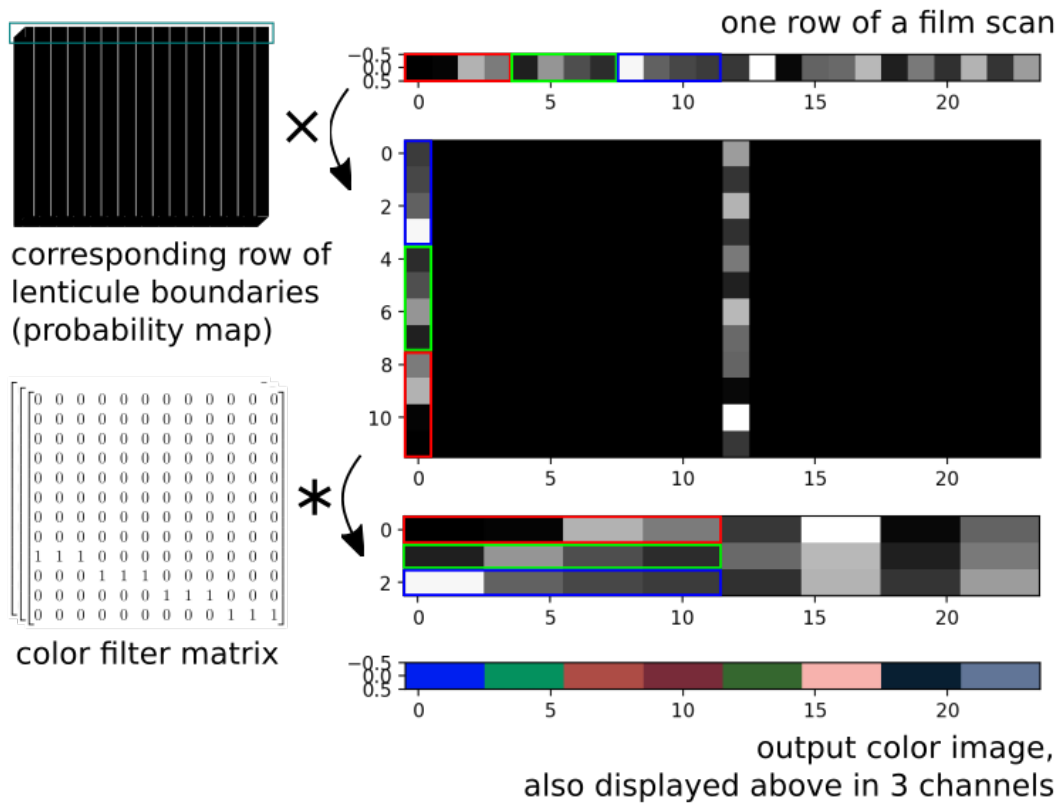 one row of a film scan
−0.5
0.0
0.5
0 5 10 15 20
×
corresponding row of
lenticule boundaries
(probability map)
0
2
4
6
8
10
0 5 10 15 20
0 0 0 0 0 0 0 0 0 0 0 0
0 0 0 0 0 0 0 0 0 0 0 0
0 0 0 0 0 0 0 0 0 0 0 0
0 0 0 0 0 0 0 0 0 0 0 0
0 0 0 0 0 0 0 0 0 0 0 0
0 0 0 0 0 0 0 0 0 0 0 0
0 0 0 0 0 0 0 0 0 0 0 0
0 0 0 0 0 0 0 0 0 0 0 0
1 1 1 0 0 0 0 0 0 0 0 0
0 0 0 1 1 1 0 0 0 0 0 0
0 0 0 0 0 0 1 1 1 0 0 0
0 0 0 0 0 0 0 0 0 1 1 1
*
color filter matrix
0
2
0 5 10 15 20
−0.5
0.0
0.5
0 5 10 15 20
output color image,
also displayed above in 3 channels